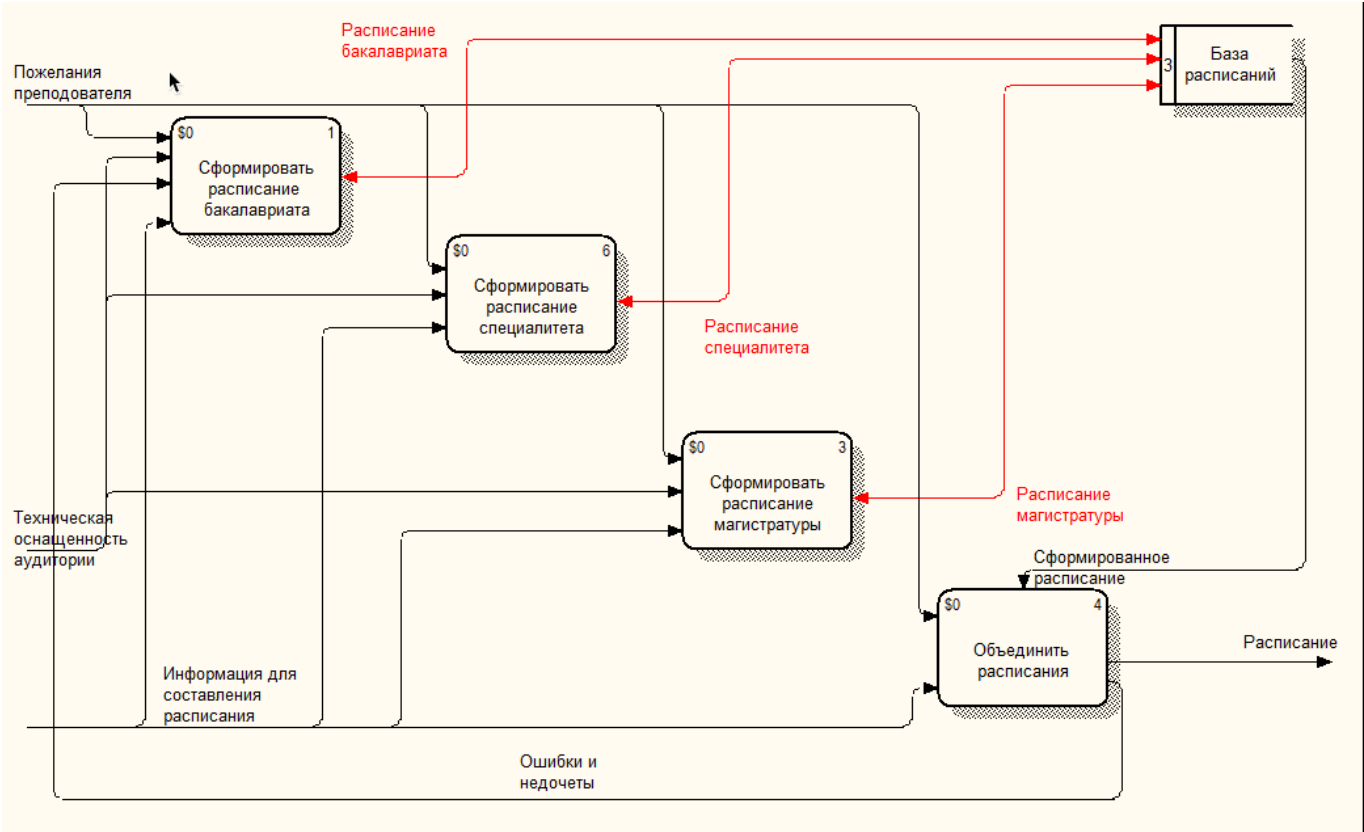 Расписание
бакалавриата
База
расписаний
3
Пожелания
преподователя
$0 1
Сформировать
расписание
бакалавриата
$0 6
Сформировать
расписание
специалитета
Расписание
специалитета
$0 3
Сформировать
расписание
магистратуры
Расписание
магистратуры
Техническая
оснащенность
аудитории
Сформированное
расписание
$0 4
Объединить
расписания
Расписание
Информация для
составления
расписания
Ошибки и
недочеты